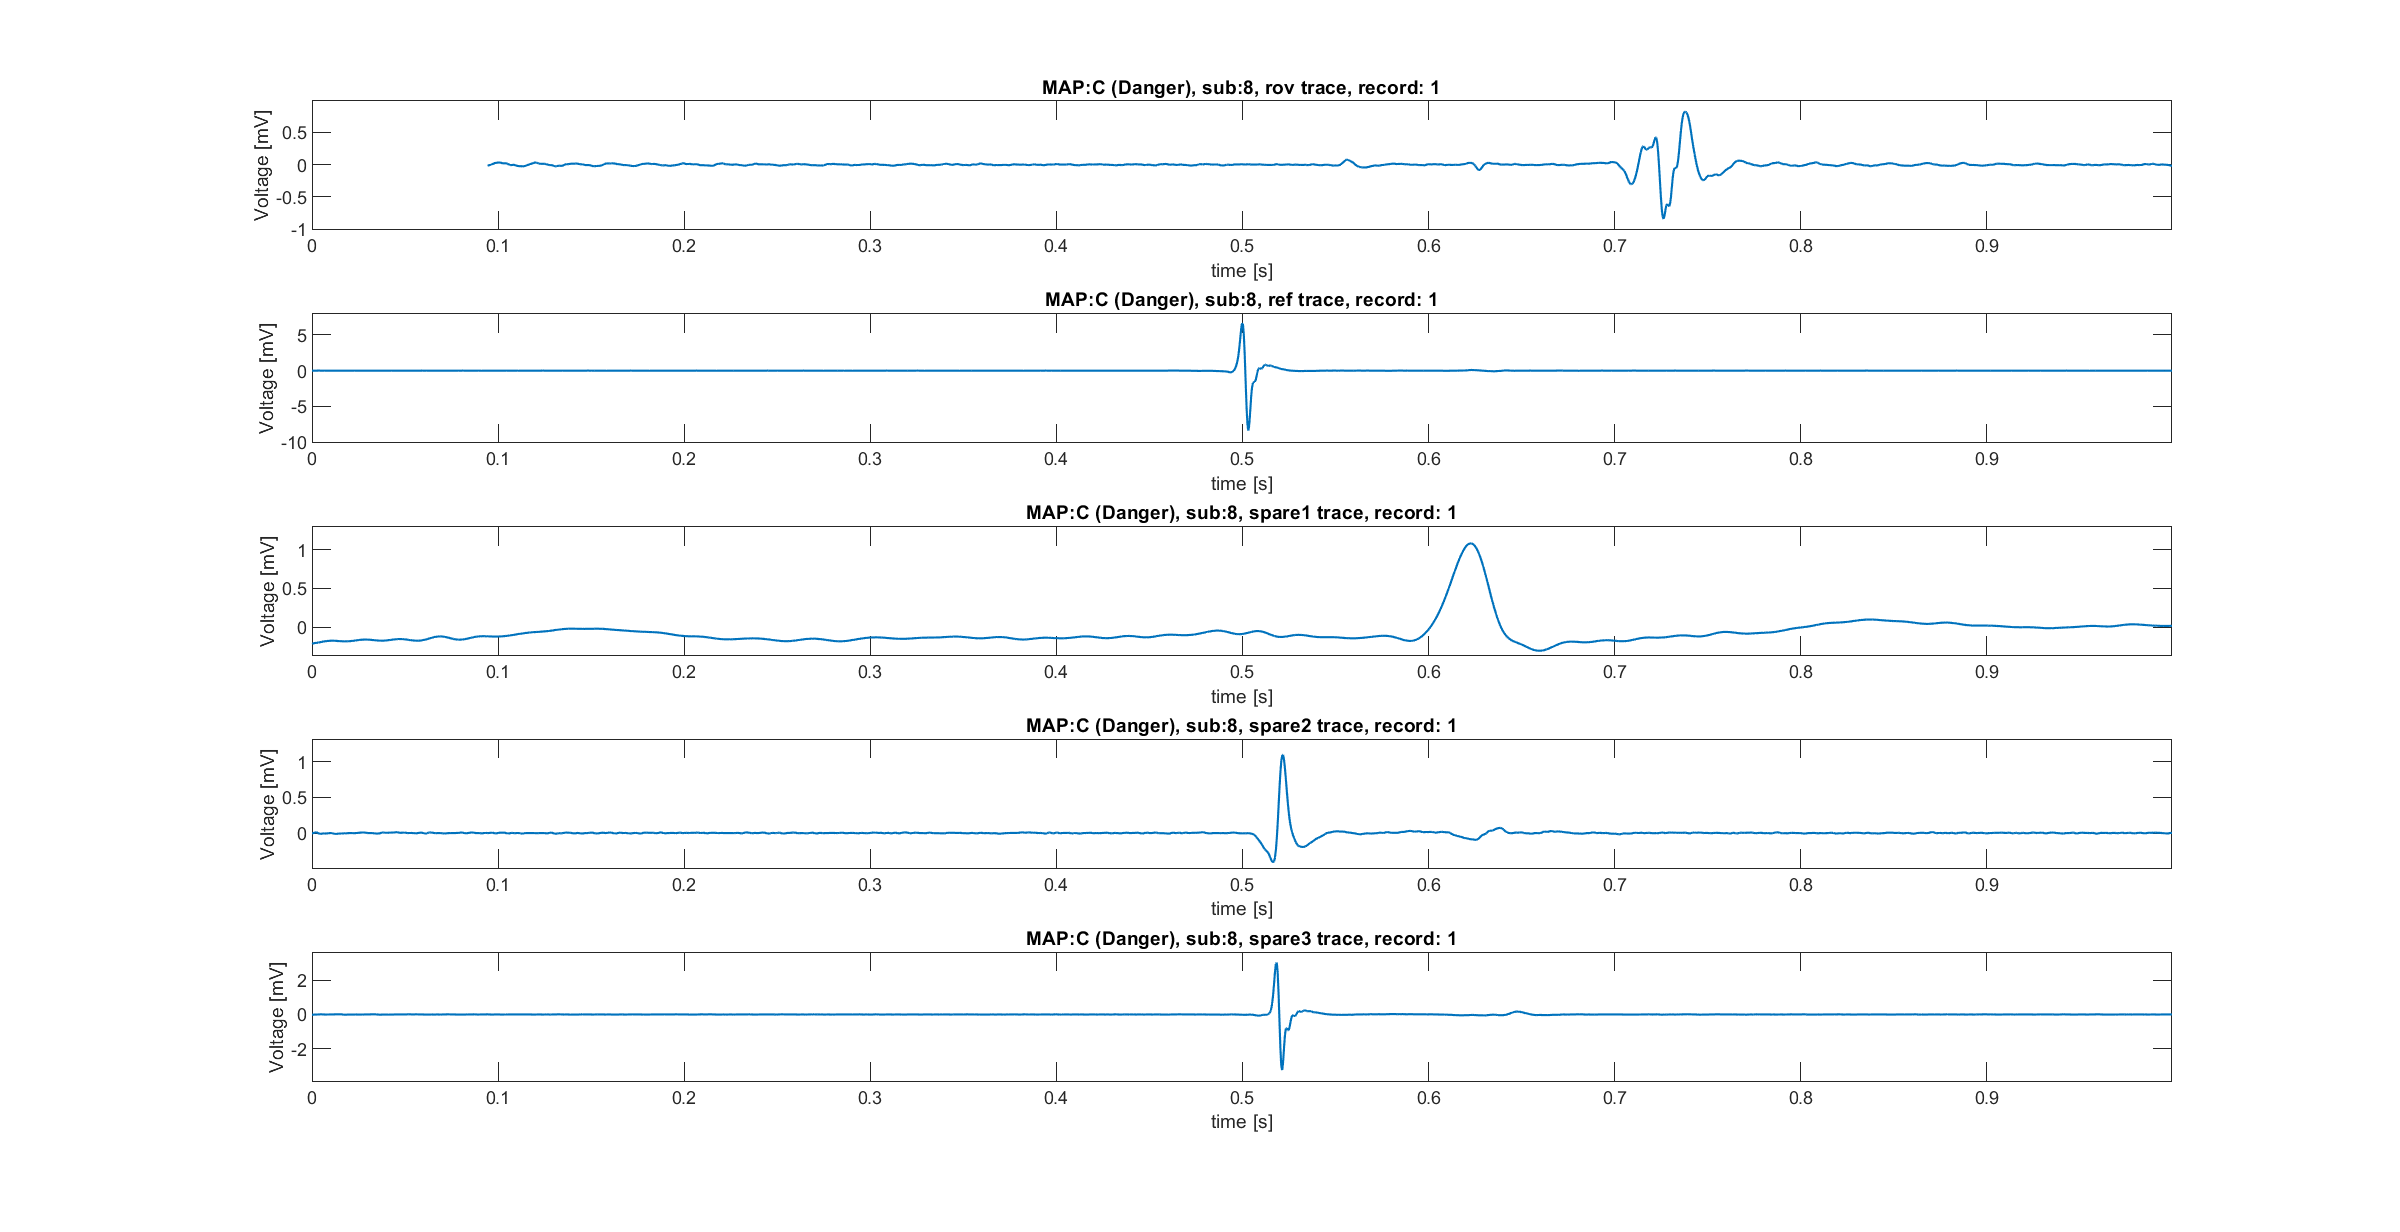 MAP:C (Danger), sub:8, rov trace, record: 1
Voltage [mV]
0.5
0
-0.5
-1
0 0.1 0.2 0.3 0.4 0.5 0.6 0.7 0.8 0.9
time [s]
MAP:C (Danger), sub:8, ref trace, record: 1
Voltage [mV]
5
0
-5
-10
0 0.1 0.2 0.3 0.4 0.5 0.6 0.7 0.8 0.9
time [s]
MAP:C (Danger), sub:8, spare1 trace, record: 1
Voltage [mV]
1
0.5
0
0 0.1 0.2 0.3 0.4 0.5 0.6 0.7 0.8 0.9
time [s]
MAP:C (Danger), sub:8, spare2 trace, record: 1
Voltage [mV]
1
0.5
0
0 0.1 0.2 0.3 0.4 0.5 0.6 0.7 0.8 0.9
time [s]
MAP:C (Danger), sub:8, spare3 trace, record: 1
Voltage [mV]
2
0
-2
0 0.1 0.2 0.3 0.4 0.5 0.6 0.7 0.8 0.9
time [s]